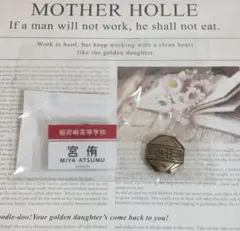 MOTHER HOLLE
If a man will not work, he shall not eat.
Work is hard, but keep working with a clean heart
like the golden daughter.
稲荷崎高等学校
宮 侑
MIYA ATSUMU
doodle-doo! Your golden daughter's come back to you!